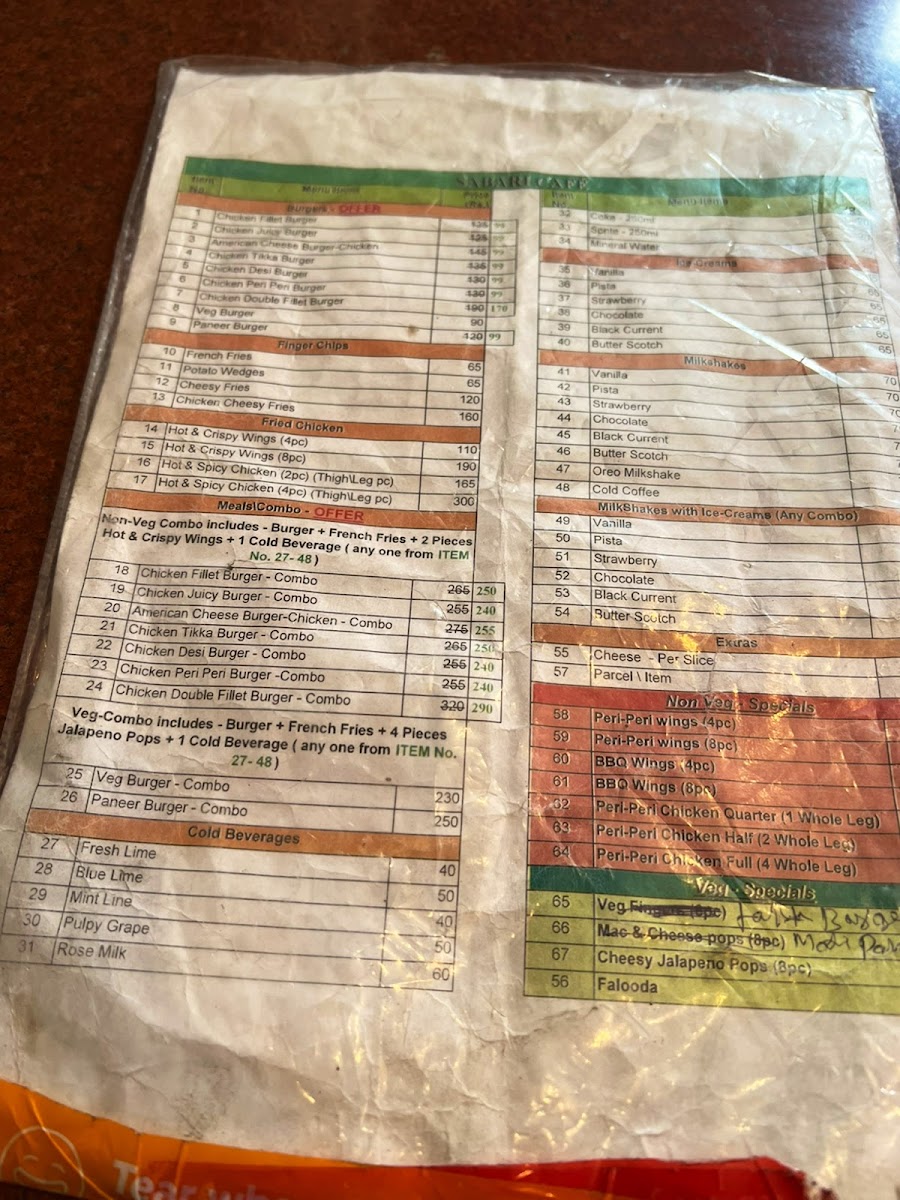 SABARI CAFE
Item No. Menu Items Price (Rs.)
Burgers - OFFER
1 Chicken Fillet Burger 135 99
2 Chicken Juicy Burger 125 99
3 American Cheese Burger-Chicken 145 99
4 Chicken Tikka Burger 135 99
5 Chicken Desi Burger 130 99
6 Chicken Peri Peri Burger 130 99
7 Chicken Double Fillet Burger 190 170
8 Veg Burger 90
9 Paneer Burger 120 99
Finger Chips
10 French Fries 65
11 Potato Wedges 65
12 Cheesy Fries 120
13 Chicken Cheesy Fries 160
Fried Chicken
14 Hot & Crispy Wings (4pc) 110
15 Hot & Crispy Wings (8pc) 190
16 Hot & Spicy Chicken (2pc) (Thigh\Leg pc) 165
17 Hot & Spicy Chicken (4pc) (Thigh\Leg pc) 300
Meals\Combo - OFFER
Non-Veg Combo includes - Burger + French Fries + 2 Pieces
Hot & Crispy Wings + 1 Cold Beverage ( any one from ITEM
No. 27- 48 )
18 Chicken Fillet Burger - Combo 265 250
19 Chicken Juicy Burger - Combo 255 240
20 American Cheese Burger-Chicken - Combo 275 255
21 Chicken Tikka Burger - Combo 265 250
22 Chicken Desi Burger - Combo 255 240
23 Chicken Peri Peri Burger -Combo 255 240
24 Chicken Double Fillet Burger - Combo 320 290
Veg-Combo includes - Burger + French Fries + 4 Pieces
Jalapeno Pops + 1 Cold Beverage ( any one from ITEM No.
27- 48 )
25 Veg Burger - Combo 230
26 Paneer Burger - Combo 250
Cold Beverages
27 Fresh Lime 40
28 Blue Lime 50
29 Mint Line 40
30 Pulpy Grape 50
31 Rose Milk 60
Item No. Menu Items
32 Coke - 250ml
33 Sprite - 250ml
34 Mineral Water
Ice-Creams
35 Vanilla
36 Pista 65
37 Strawberry 65
38 Chocolate 65
39 Black Current 65
40 Butter Scotch 65
Milkshakes
41 Vanilla 70
42 Pista 70
43 Strawberry
44 Chocolate
45 Black Current
46 Butter Scotch
47 Oreo Milkshake
48 Cold Coffee
MilkShakes with Ice-Creams (Any Combo)
49 Vanilla
50 Pista
51 Strawberry
52 Chocolate
53 Black Current
54 Butter Scotch
Extras
55 Cheese - Per Slice
57 Parcel \ Item
Non Veg - Specials
58 Peri-Peri wings (4pc)
59 Peri-Peri wings (8pc)
60 BBQ Wings (4pc)
61 BBQ Wings (8pc)
62 Peri-Peri Chicken Quarter (1 Whole Leg)
63 Peri-Peri Chicken Half (2 Whole Leg)
64 Peri-Peri Chicken Full (4 Whole Leg)
Veg - Specials
65 Veg Fingers (6pc)
66 Mac & Cheese pops (8pc)
67 Cheesy Jalapeno Pops (8pc)
56 Falooda
Tear